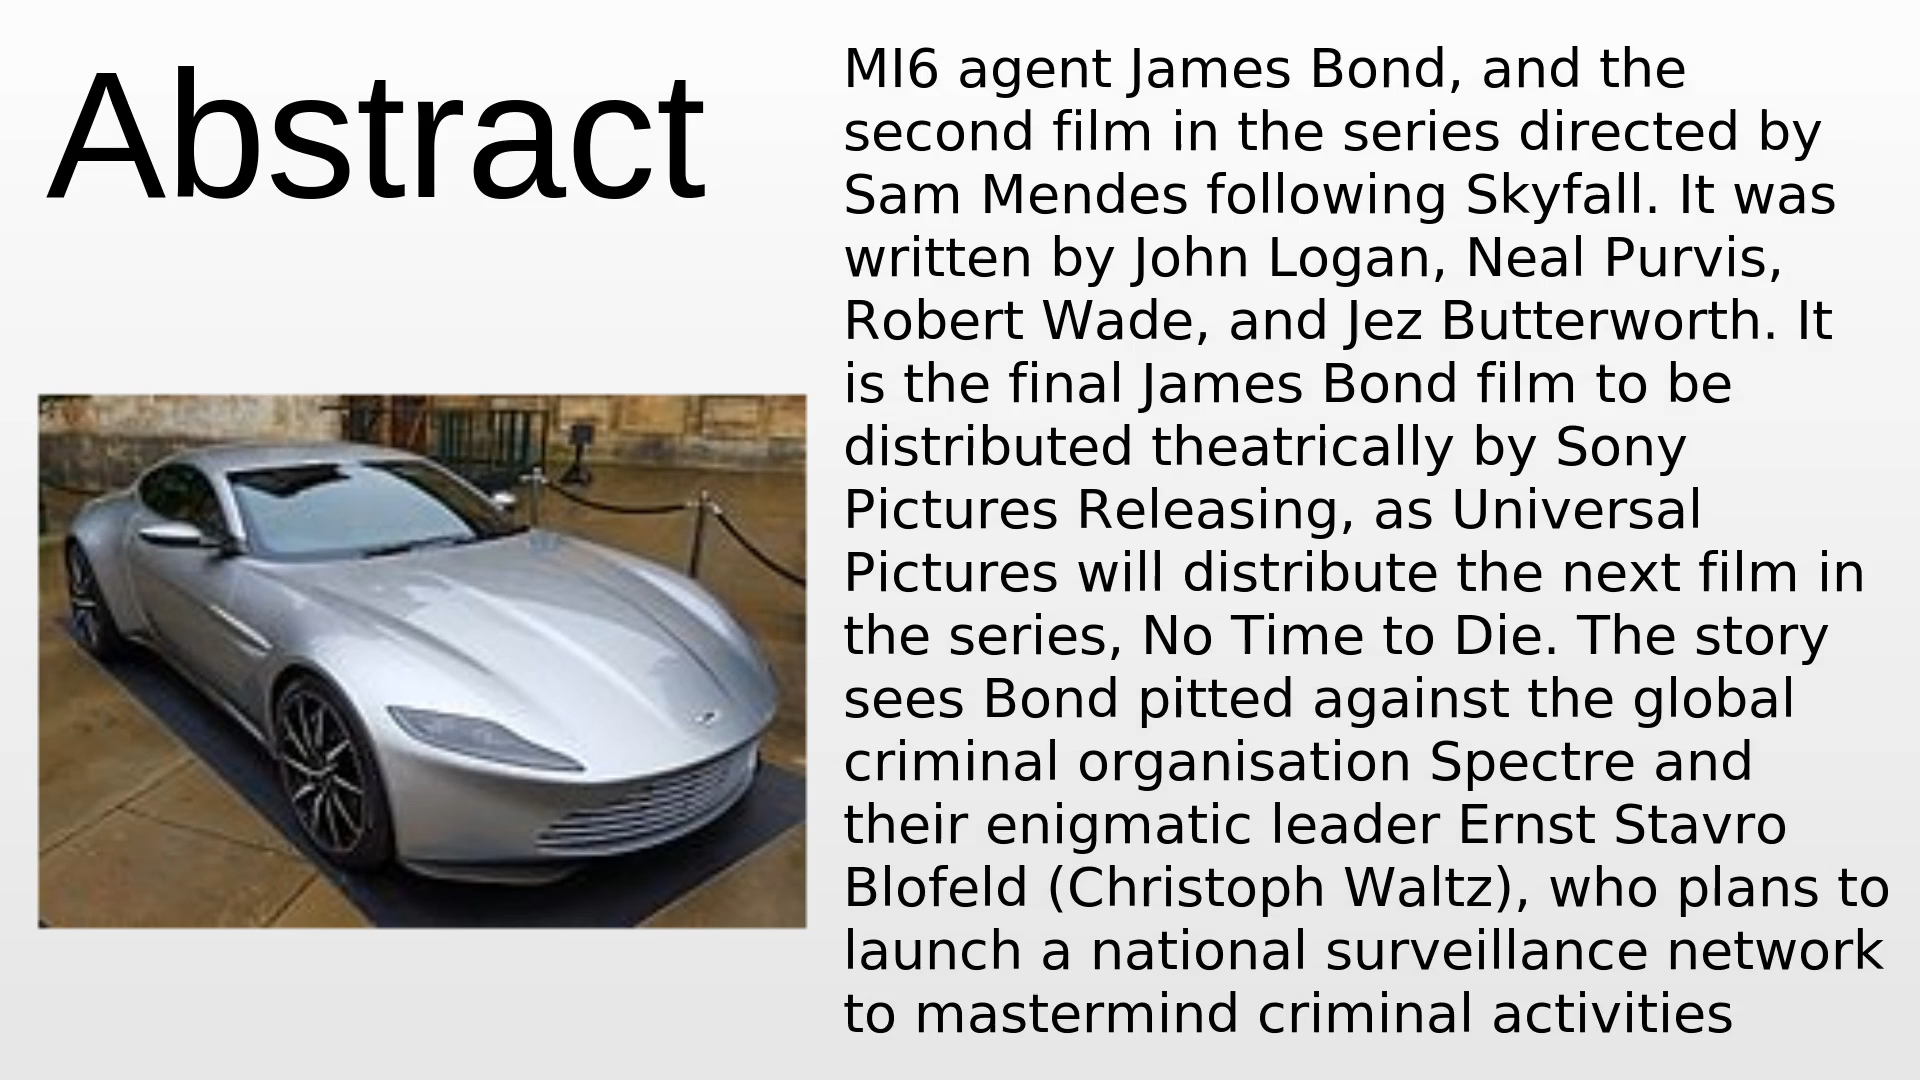 Abstract
MI6 agent James Bond, and the
second film in the series directed by
Sam Mendes following Skyfall. It was
written by John Logan, Neal Purvis,
Robert Wade, and Jez Butterworth. It
is the final James Bond film to be
distributed theatrically by Sony
Pictures Releasing, as Universal
Pictures will distribute the next film in
the series, No Time to Die. The story
sees Bond pitted against the global
criminal organisation Spectre and
their enigmatic leader Ernst Stavro
Blofeld (Christoph Waltz), who plans to
launch a national surveillance network
to mastermind criminal activities